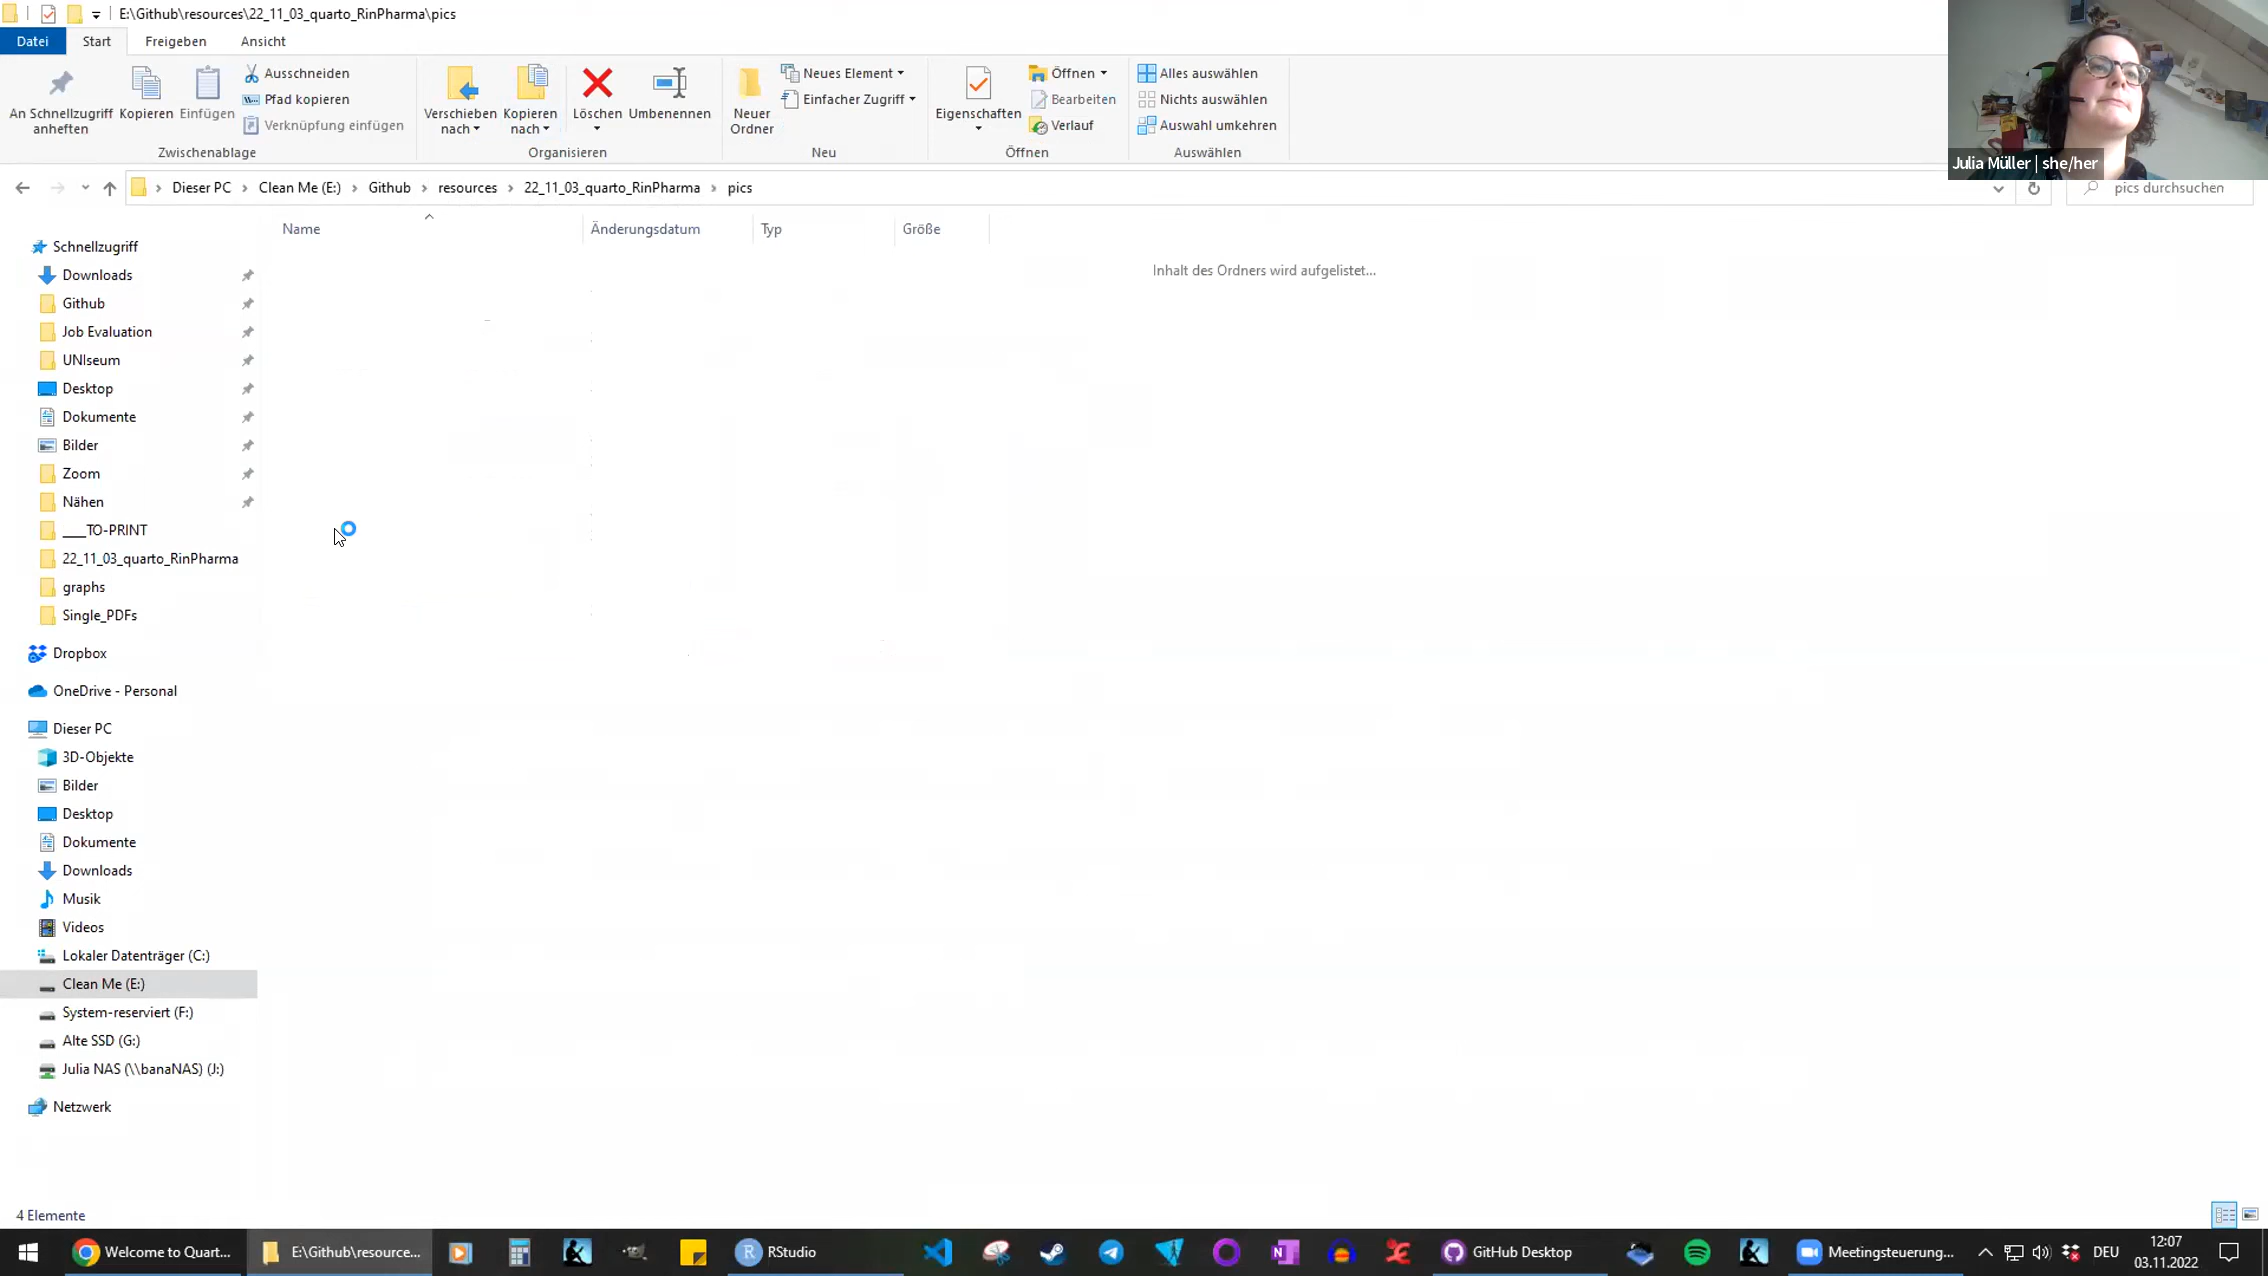 E:\Github\resources\22_11_03_quarto_RinPharma\pics
Datei Start Freigeben Ansicht
An Schnellzugriff anheften
Kopieren
Einfügen
Ausschneiden
Pfad kopieren
Verknüpfung einfügen
Zwischenablage
Verschieben nach
Kopieren nach
Löschen
Umbenennen
Organisieren
Neuer Ordner
Neues Element
Einfacher Zugriff
Neu
Eigenschaften
Öffnen
Bearbeiten
Verlauf
Öffnen
Alles auswählen
Nichts auswählen
Auswahl umkehren
Auswählen
Julia Müller | she/her
Dieser PC Clean Me (E:) Github resources 22_11_03_quarto_RinPharma pics
pics durchsuchen
Name Änderungsdatum Typ Größe
Inhalt des Ordners wird aufgelistet...
Schnellzugriff
Downloads
Github
Job Evaluation
UNIseum
Desktop
Dokumente
Bilder
Zoom
Nähen
___TO-PRINT
22_11_03_quarto_RinPharma
graphs
Single_PDFs
Dropbox
OneDrive - Personal
Dieser PC
3D-Objekte
Bilder
Desktop
Dokumente
Downloads
Musik
Videos
Lokaler Datenträger (C:)
Clean Me (E:)
System-reserviert (F:)
Alte SSD (G:)
Julia NAS (\\banaNAS) (J:)
Netzwerk
4 Elemente
Welcome to Quart...
E:\Github\resource...
RStudio
GitHub Desktop
Meetingsteuerung...
DEU
12:07
03.11.2022